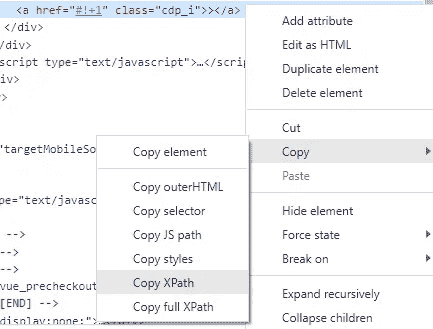 <a href="#!+1" class="cdp_i">></a>
</div>
/div>
script type="text/javascript">…</scrip
div>
>
"targetMobileSo
pe="text/javasc
-->
-->
-->
vue_precheckout
[END] -->
display:none;">…</div>
Add attribute
Edit as HTML
Duplicate element
Delete element
Cut
Copy
Paste
Hide element
Force state
Break on
Expand recursively
Collapse children
Copy element
Copy outerHTML
Copy selector
Copy JS path
Copy styles
Copy XPath
Copy full XPath